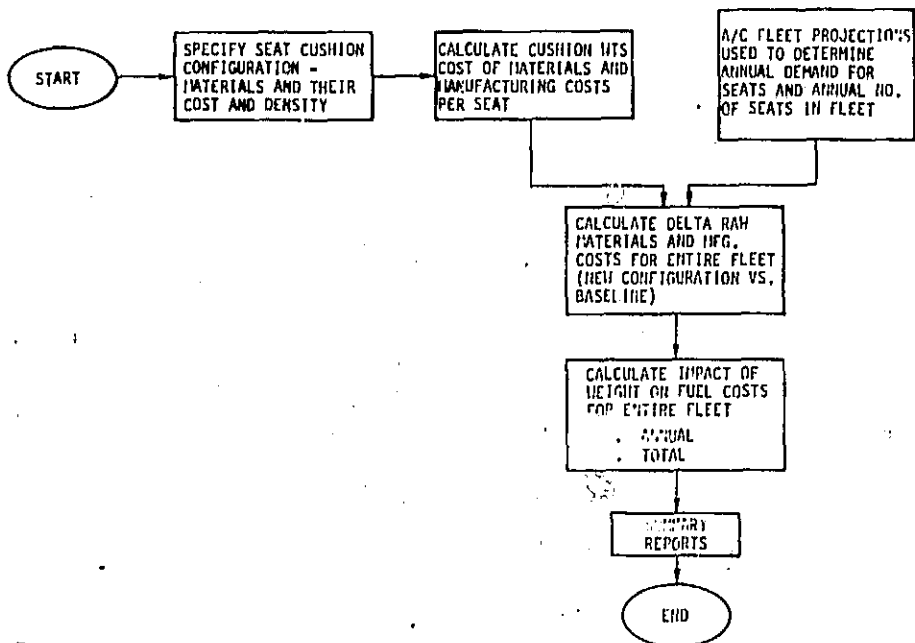 START
SPECIFY SEAT CUSHION
CONFIGURATION -
MATERIALS AND THEIR
COST AND DENSITY
CALCULATE CUSHION WTS
COST OF MATERIALS AND
MANUFACTURING COSTS
PER SEAT
A/C FLEET PROJECTIONS
USED TO DETERMINE
ANNUAL DEMAND FOR
SEATS AND ANNUAL NO.
OF SEATS IN FLEET
CALCULATE DELTA RAW
MATERIALS AND MFG.
COSTS FOR ENTIRE FLEET
(NEW CONFIGURATION VS.
BASELINE)
CALCULATE IMPACT OF
WEIGHT ON FUEL COSTS
FOR ENTIRE FLEET
. ANNUAL
. TOTAL
SUMMARY
REPORTS
END